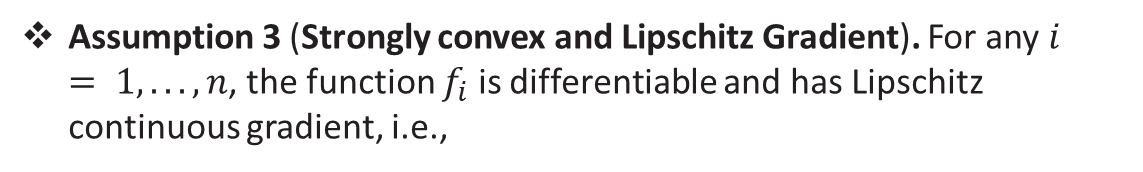 ❖ Assumption 3 (Strongly convex and Lipschitz Gradient). For any i
= 1,…,n, the function fᵢ is differentiable and has Lipschitz
continuous gradient, i.e.,